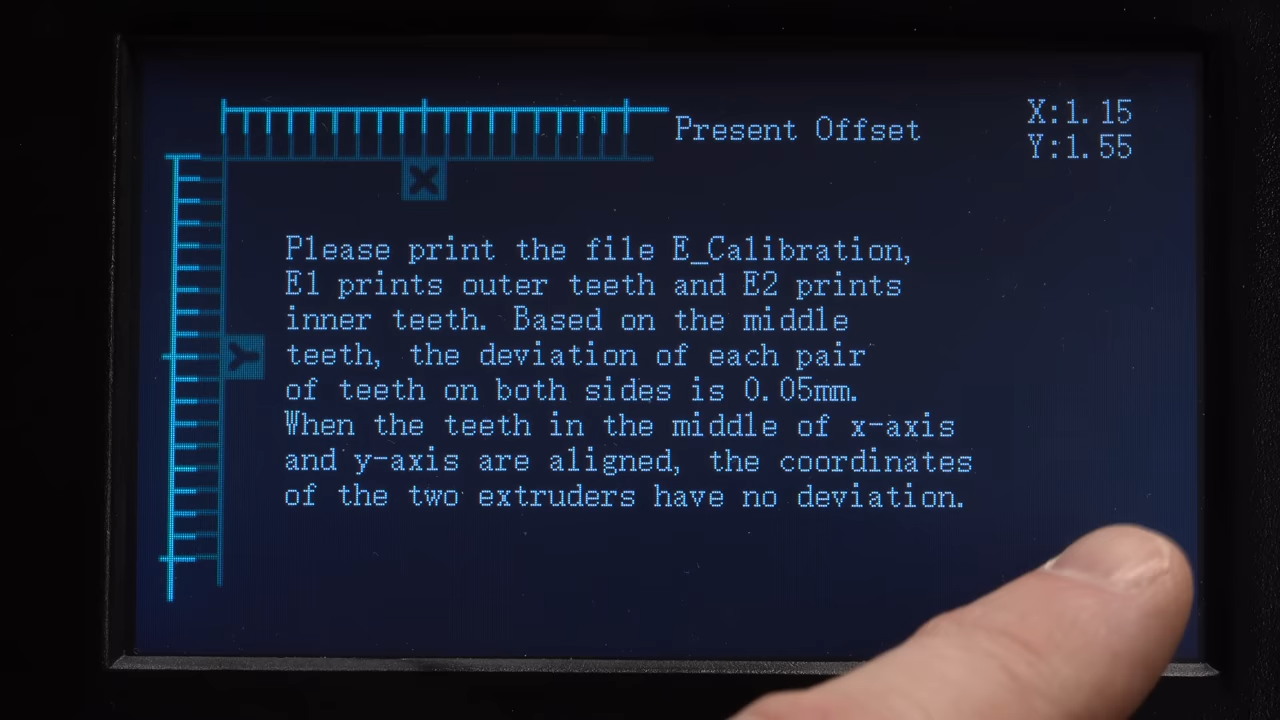 Present Offset
X:1.15
Y:1.55
X
Y
Please print the file E_Calibration,
E1 prints outer teeth and E2 prints
inner teeth. Based on the middle
teeth, the deviation of each pair
of teeth on both sides is 0.05mm.
When the teeth in the middle of x-axis
and y-axis are aligned, the coordinates
of the two extruders have no deviation.